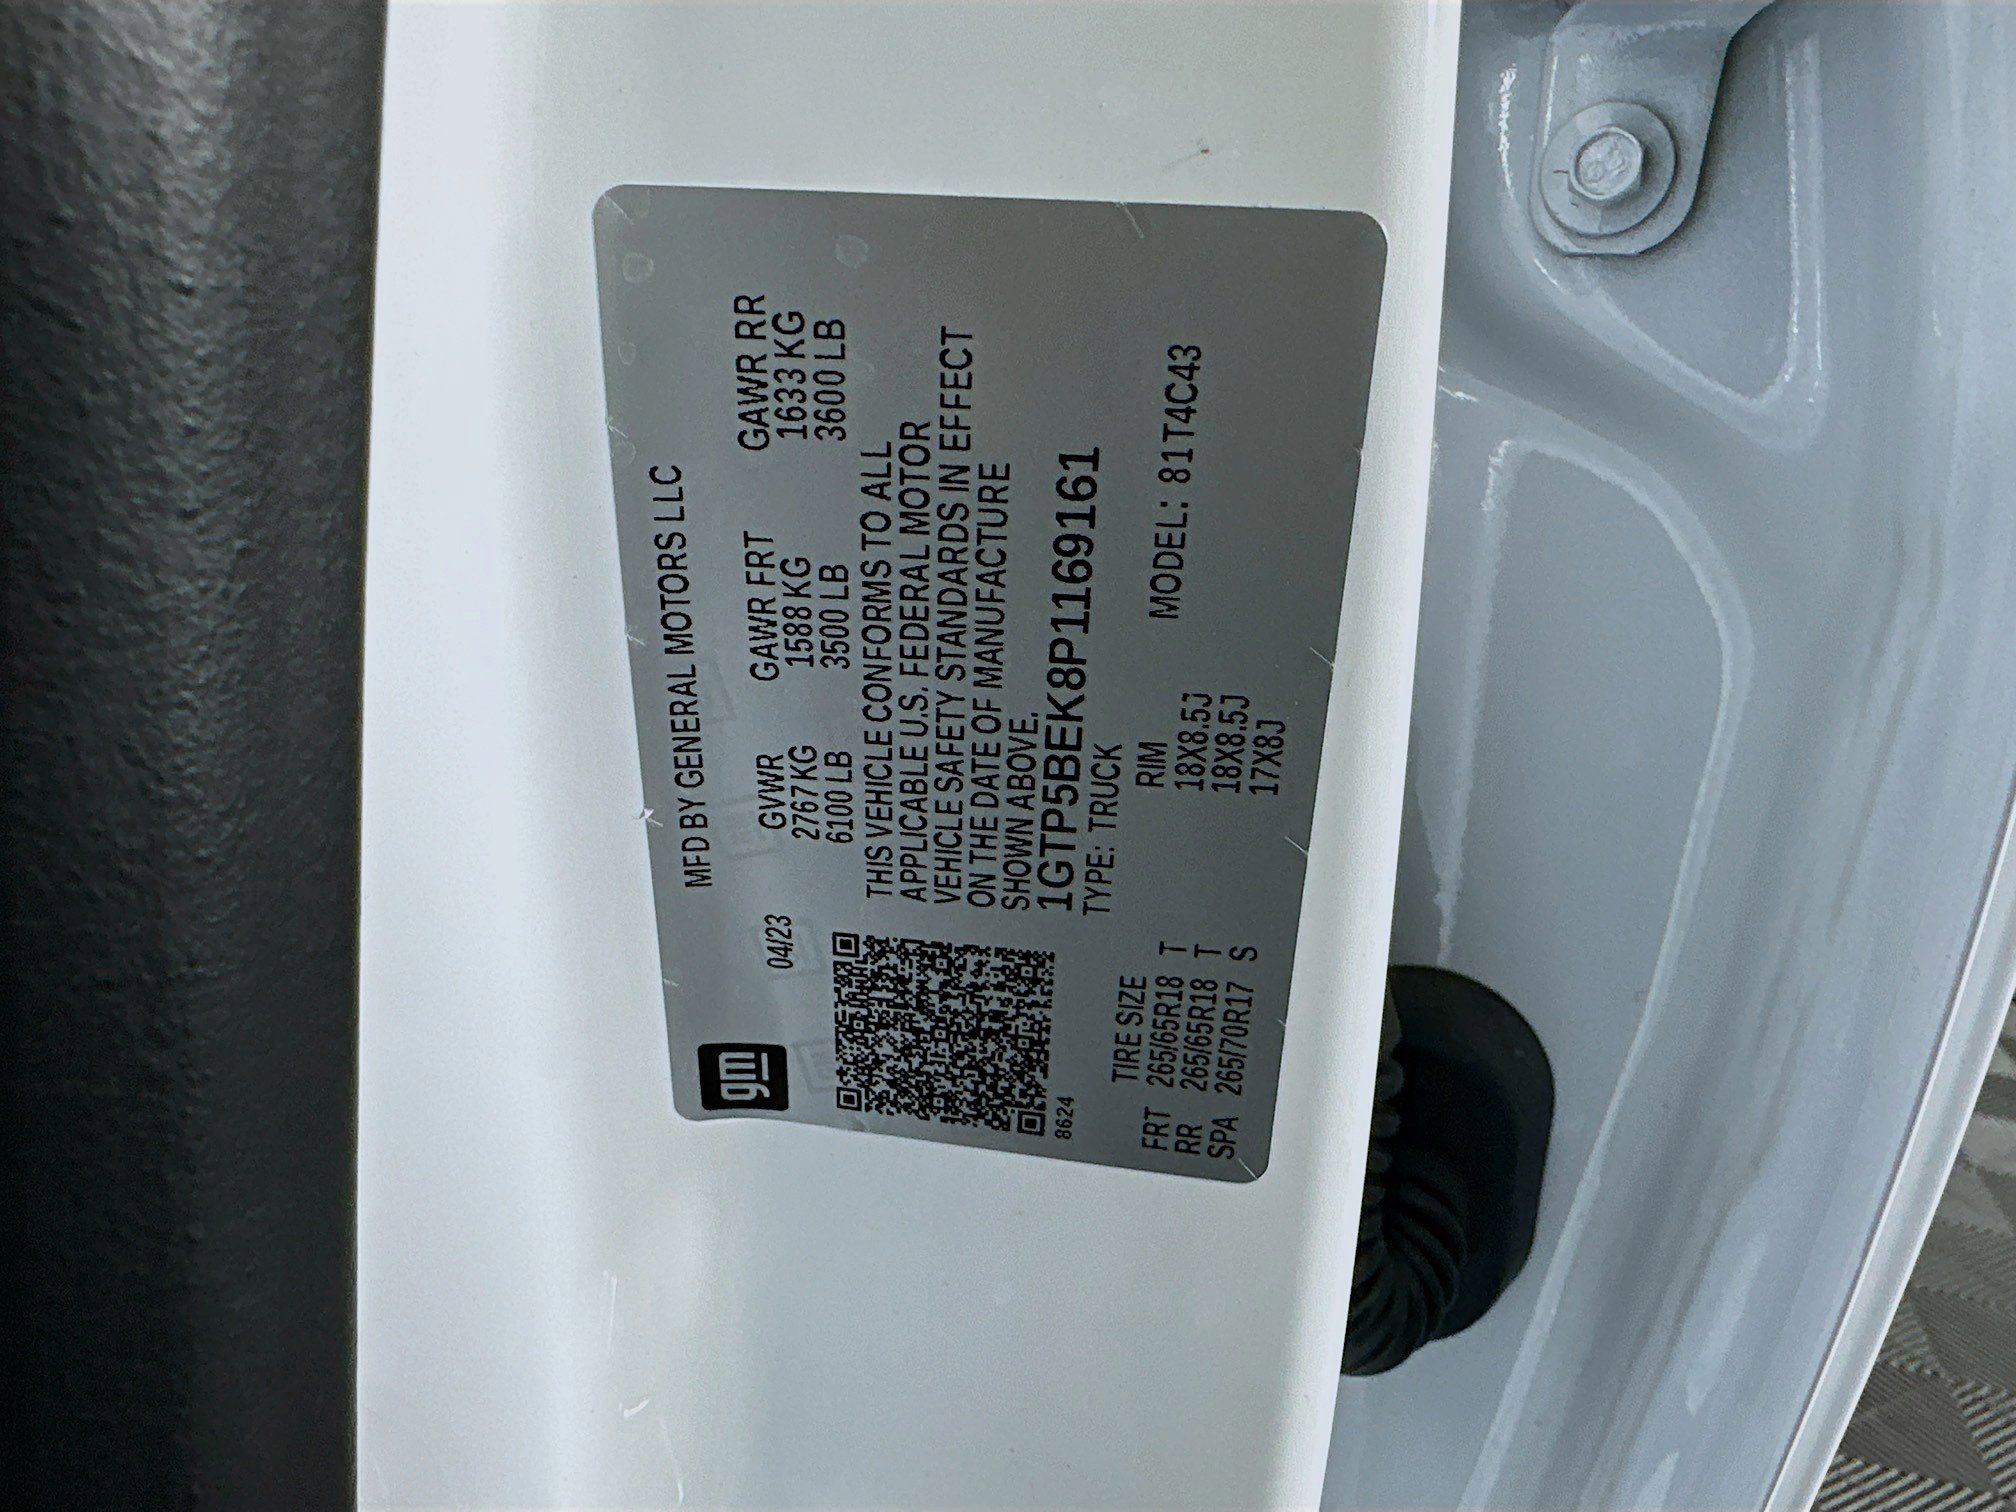 gm
MFD BY GENERAL MOTORS LLC
04/23 GVWR GAWR FRT GAWR RR
2767 KG 1588 KG 1633 KG
6100 LB 3500 LB 3600 LB
THIS VEHICLE CONFORMS TO ALL
APPLICABLE U.S. FEDERAL MOTOR
VEHICLE SAFETY STANDARDS IN EFFECT
ON THE DATE OF MANUFACTURE
SHOWN ABOVE.
8624 1GTP5BEK8P1169161
TYPE: TRUCK
TIRE SIZE RIM MODEL: 81T4C43
FRT 265/65R18 T 18X8.5J
RR 265/65R18 T 18X8.5J
SPA 265/70R17 S 17X8J